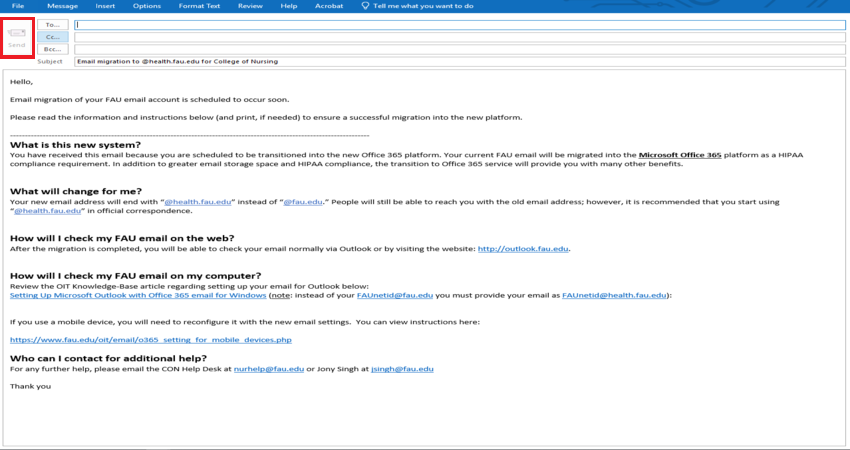 File Message Insert Options Format Text Review Help Acrobat Tell me what you want to do
Send
To...
Cc...
Bcc...
Subject Email migration to @health.fau.edu for College of Nursing
Hello,
Email migration of your FAU email account is scheduled to occur soon.
Please read the information and instructions below (and print, if needed) to ensure a successful migration into the new platform.
--------------------------------------------------------------------------------------------------------------------------------
What is this new system?
You have received this email because you are scheduled to be transitioned into the new Office 365 platform. Your current FAU email will be migrated into the Microsoft Office 365 platform as a HIPAA
compliance requirement. In addition to greater email storage space and HIPAA compliance, the transition to Office 365 service will provide you with many other benefits.
What will change for me?
Your new email address will end with “@health.fau.edu” instead of “@fau.edu.” People will still be able to reach you with the old email address; however, it is recommended that you start using
“@health.fau.edu” in official correspondence.
How will I check my FAU email on the web?
After the migration is completed, you will be able to check your email normally via Outlook or by visiting the website: http://outlook.fau.edu.
How will I check my FAU email on my computer?
Review the OIT Knowledge-Base article regarding setting up your email for Outlook below:
Setting Up Microsoft Outlook with Office 365 email for Windows (note: instead of your FAUnetid@fau.edu you must provide your email as FAUnetid@health.fau.edu):
If you use a mobile device, you will need to reconfigure it with the new email settings. You can view instructions here:
https://www.fau.edu/oit/email/o365_setting_for_mobile_devices.php
Who can I contact for additional help?
For any further help, please email the CON Help Desk at nurhelp@fau.edu or Jony Singh at jsingh@fau.edu
Thank you